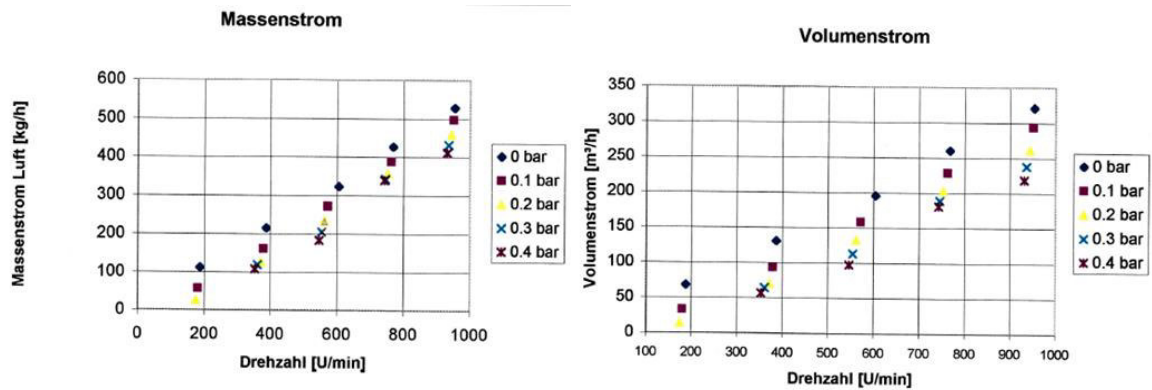 Massenstrom
Massenstrom Luft [kg/h]
600
500
400
300
200
100
0
0 200 400 600 800 1000
Drehzahl [U/min]
0 bar
0.1 bar
0.2 bar
0.3 bar
0.4 bar
Volumenstrom
Volumenstrom [m³/h]
350
300
250
200
150
100
50
0
100 200 300 400 500 600 700 800 900 1000
Drehzahl [U/min]
0 bar
0.1 bar
0.2 bar
0.3 bar
0.4 bar